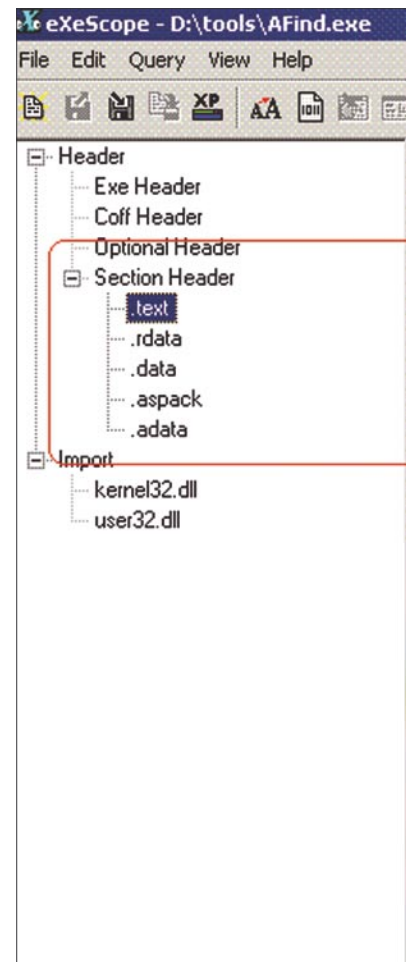 eXeScope - D:\tools\AFind.exe
File Edit Query View Help
XP AA
Header
Exe Header
Coff Header
Optional Header
Section Header
.text
.rdata
.data
.aspack
.adata
Import
kernel32.dll
user32.dll